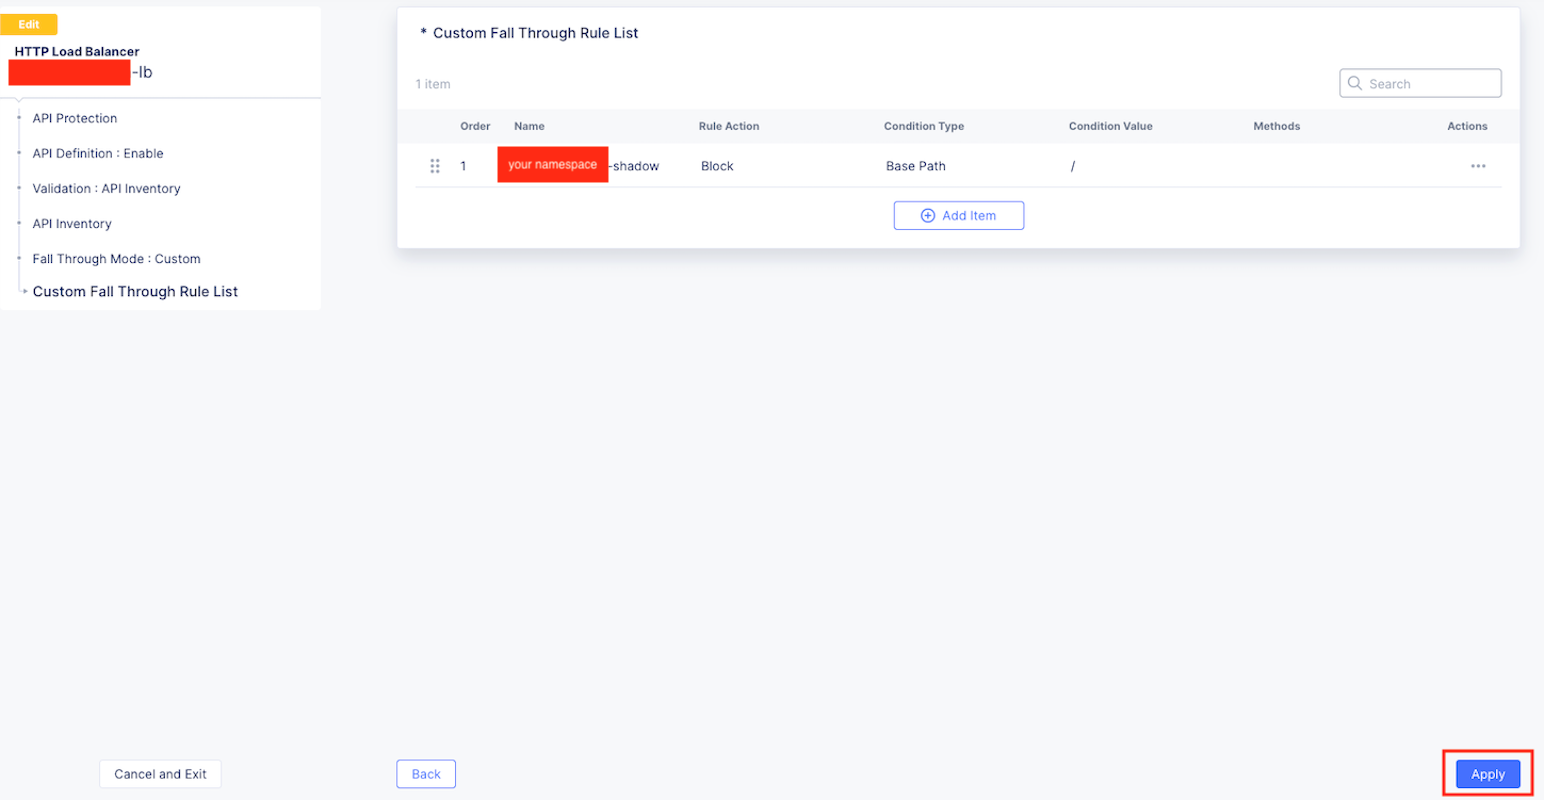 Edit
HTTP Load Balancer
-lb
API Protection
API Definition : Enable
Validation : API Inventory
API Inventory
Fall Through Mode : Custom
Custom Fall Through Rule List
* Custom Fall Through Rule List
1 item
Search
Order Name Rule Action Condition Type Condition Value Methods Actions
1 your namespace -shadow Block Base Path /
Add Item
Cancel and Exit
Back
Apply